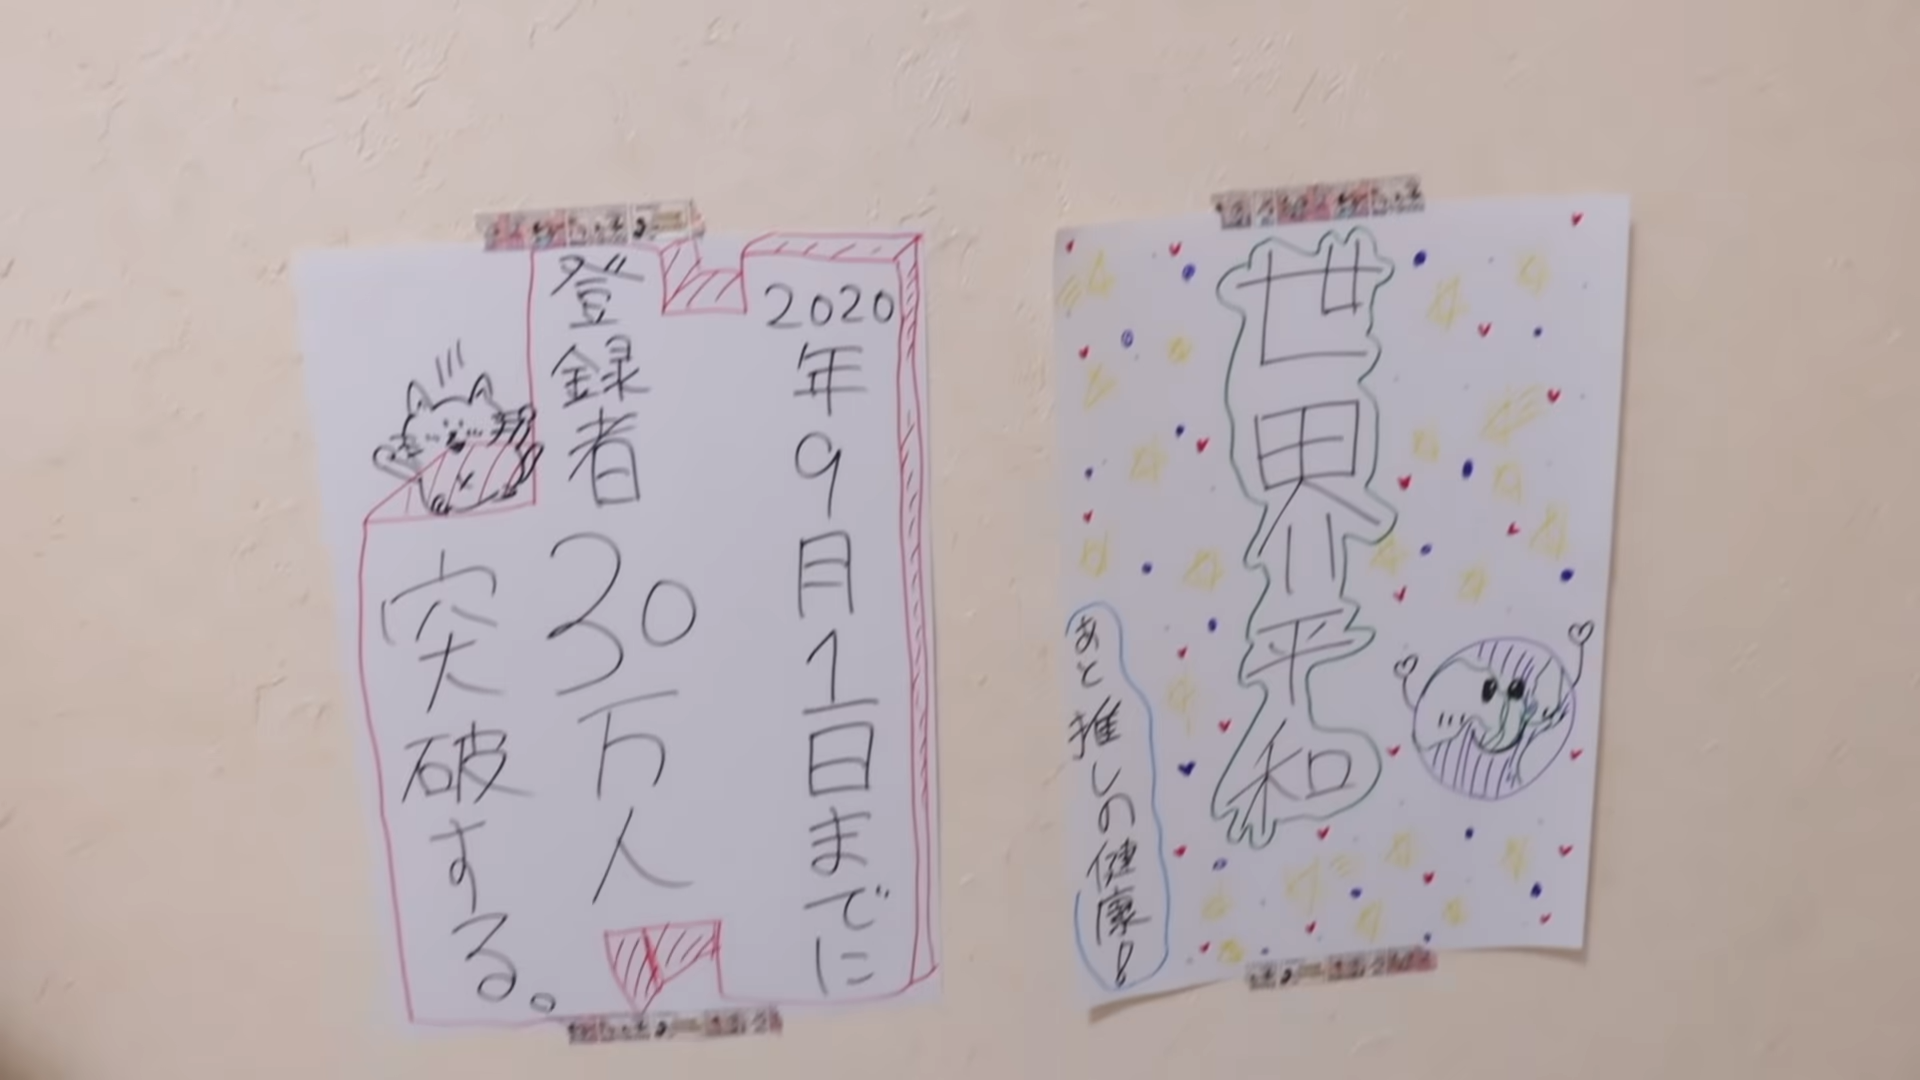 2020年9月1日までに
登録者30万人
突破する。
世界平和
あと推しの健康!